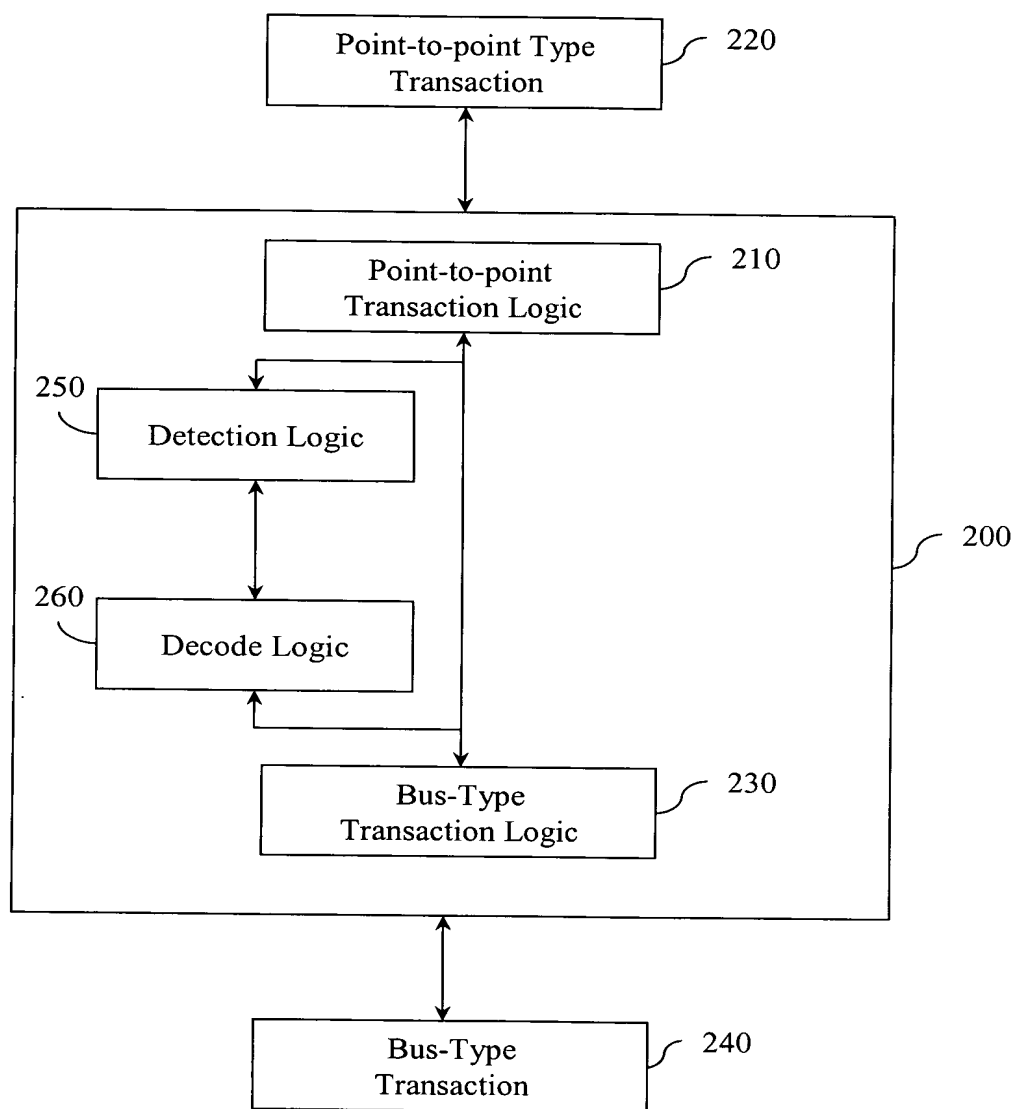 Point-to-point Type
Transaction
220
Point-to-point
Transaction Logic
210
250
Detection Logic
200
260
Decode Logic
Bus-Type
Transaction Logic
230
Bus-Type
Transaction
240